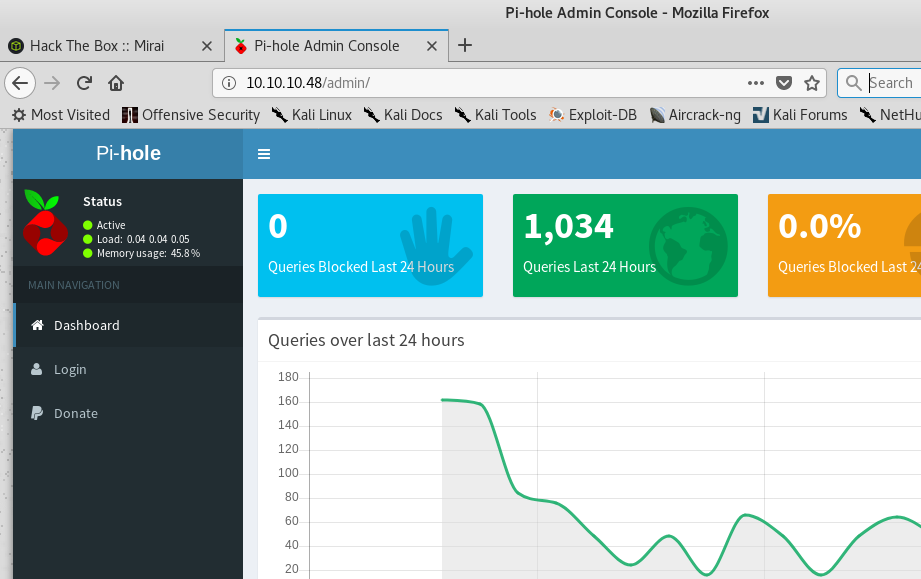 Pi-hole Admin Console - Mozilla Firefox
Hack The Box :: Mirai
Pi-hole Admin Console
10.10.10.48/admin/
Search
Most Visited
Offensive Security
Kali Linux
Kali Docs
Kali Tools
Exploit-DB
Aircrack-ng
Kali Forums
NetHu
Pi-hole
Status
Active
Load: 0.04 0.04 0.05
Memory usage: 45.8 %
MAIN NAVIGATION
Dashboard
Login
Donate
0
Queries Blocked Last 24 Hours
1,034
Queries Last 24 Hours
0.0%
Queries Blocked Last 24
Queries over last 24 hours
180
160
140
120
100
80
60
40
20